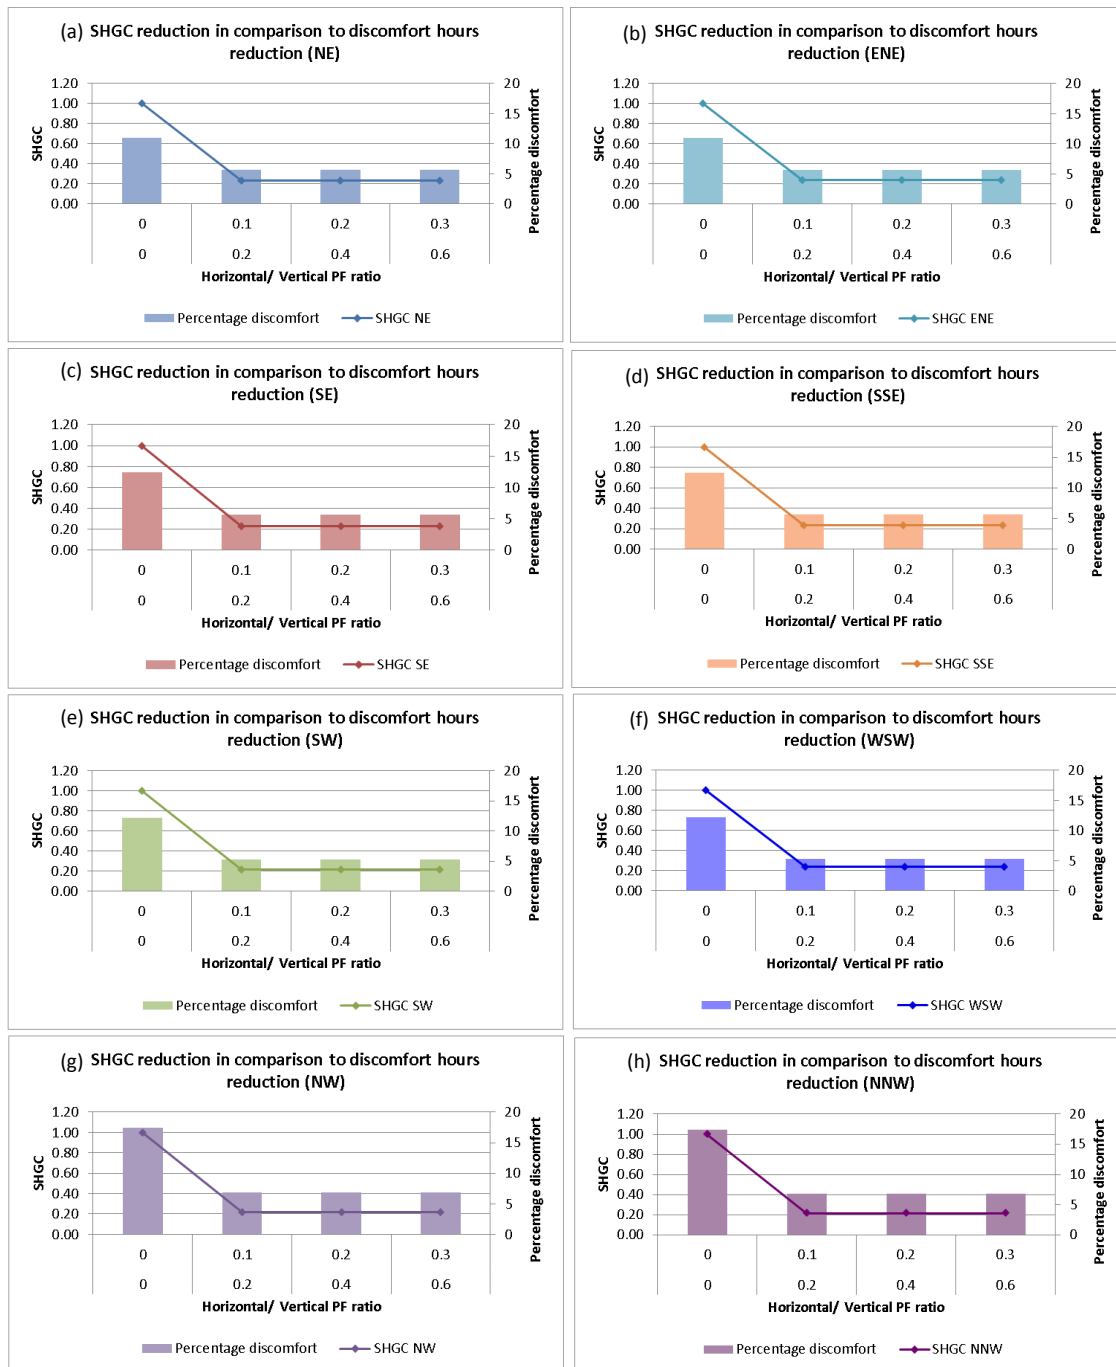 (a) SHGC reduction in comparison to discomfort hours
reduction (NE)
1.20
1.00
0.80
0.60
0.40
0.20
0.00
SHGC
20
15
10
5
0
Percentage discomfort
0 0.1 0.2 0.3
0 0.2 0.4 0.6
Horizontal/ Vertical PF ratio
Percentage discomfort SHGC NE
(b) SHGC reduction in comparison to discomfort hours
reduction (ENE)
1.20
1.00
0.80
0.60
0.40
0.20
0.00
SHGC
20
15
10
5
0
Percentage discomfort
0 0.1 0.2 0.3
0 0.2 0.4 0.6
Horizontal/ Vertical PF ratio
Percentage discomfort SHGC ENE
(c) SHGC reduction in comparison to discomfort hours
reduction (SE)
1.20
1.00
0.80
0.60
0.40
0.20
0.00
SHGC
20
15
10
5
0
Percentage discomfort
0 0.1 0.2 0.3
0 0.2 0.4 0.6
Horizontal/ Vertical PF ratio
Percentage discomfort SHGC SE
(d) SHGC reduction in comparison to discomfort hours
reduction (SSE)
1.20
1.00
0.80
0.60
0.40
0.20
0.00
SHGC
20
15
10
5
0
Percentage discomfort
0 0.1 0.2 0.3
0 0.2 0.4 0.6
Horizontal/ Vertical PF ratio
Percentage discomfort SHGC SSE
(e) SHGC reduction in comparison to discomfort hours
reduction (SW)
1.20
1.00
0.80
0.60
0.40
0.20
0.00
SHGC
20
15
10
5
0
Percentage discomfort
0 0.1 0.2 0.3
0 0.2 0.4 0.6
Horizontal/ Vertical PF ratio
Percentage discomfort SHGC SW
(f) SHGC reduction in comparison to discomfort hours
reduction (WSW)
1.20
1.00
0.80
0.60
0.40
0.20
0.00
SHGC
20
15
10
5
0
Percentage discomfort
0 0.1 0.2 0.3
0 0.2 0.4 0.6
Horizontal/ Vertical PF ratio
Percentage discomfort SHGC WSW
(g) SHGC reduction in comparison to discomfort hours
reduction (NW)
1.20
1.00
0.80
0.60
0.40
0.20
0.00
SHGC
20
15
10
5
0
Percentage discomfort
0 0.1 0.2 0.3
0 0.2 0.4 0.6
Horizontal/ Vertical PF ratio
Percentage discomfort SHGC NW
(h) SHGC reduction in comparison to discomfort hours
reduction (NNW)
1.20
1.00
0.80
0.60
0.40
0.20
0.00
SHGC
20
15
10
5
0
Percentage discomfort
0 0.1 0.2 0.3
0 0.2 0.4 0.6
Horizontal/ Vertical PF ratio
Percentage discomfort SHGC NNW